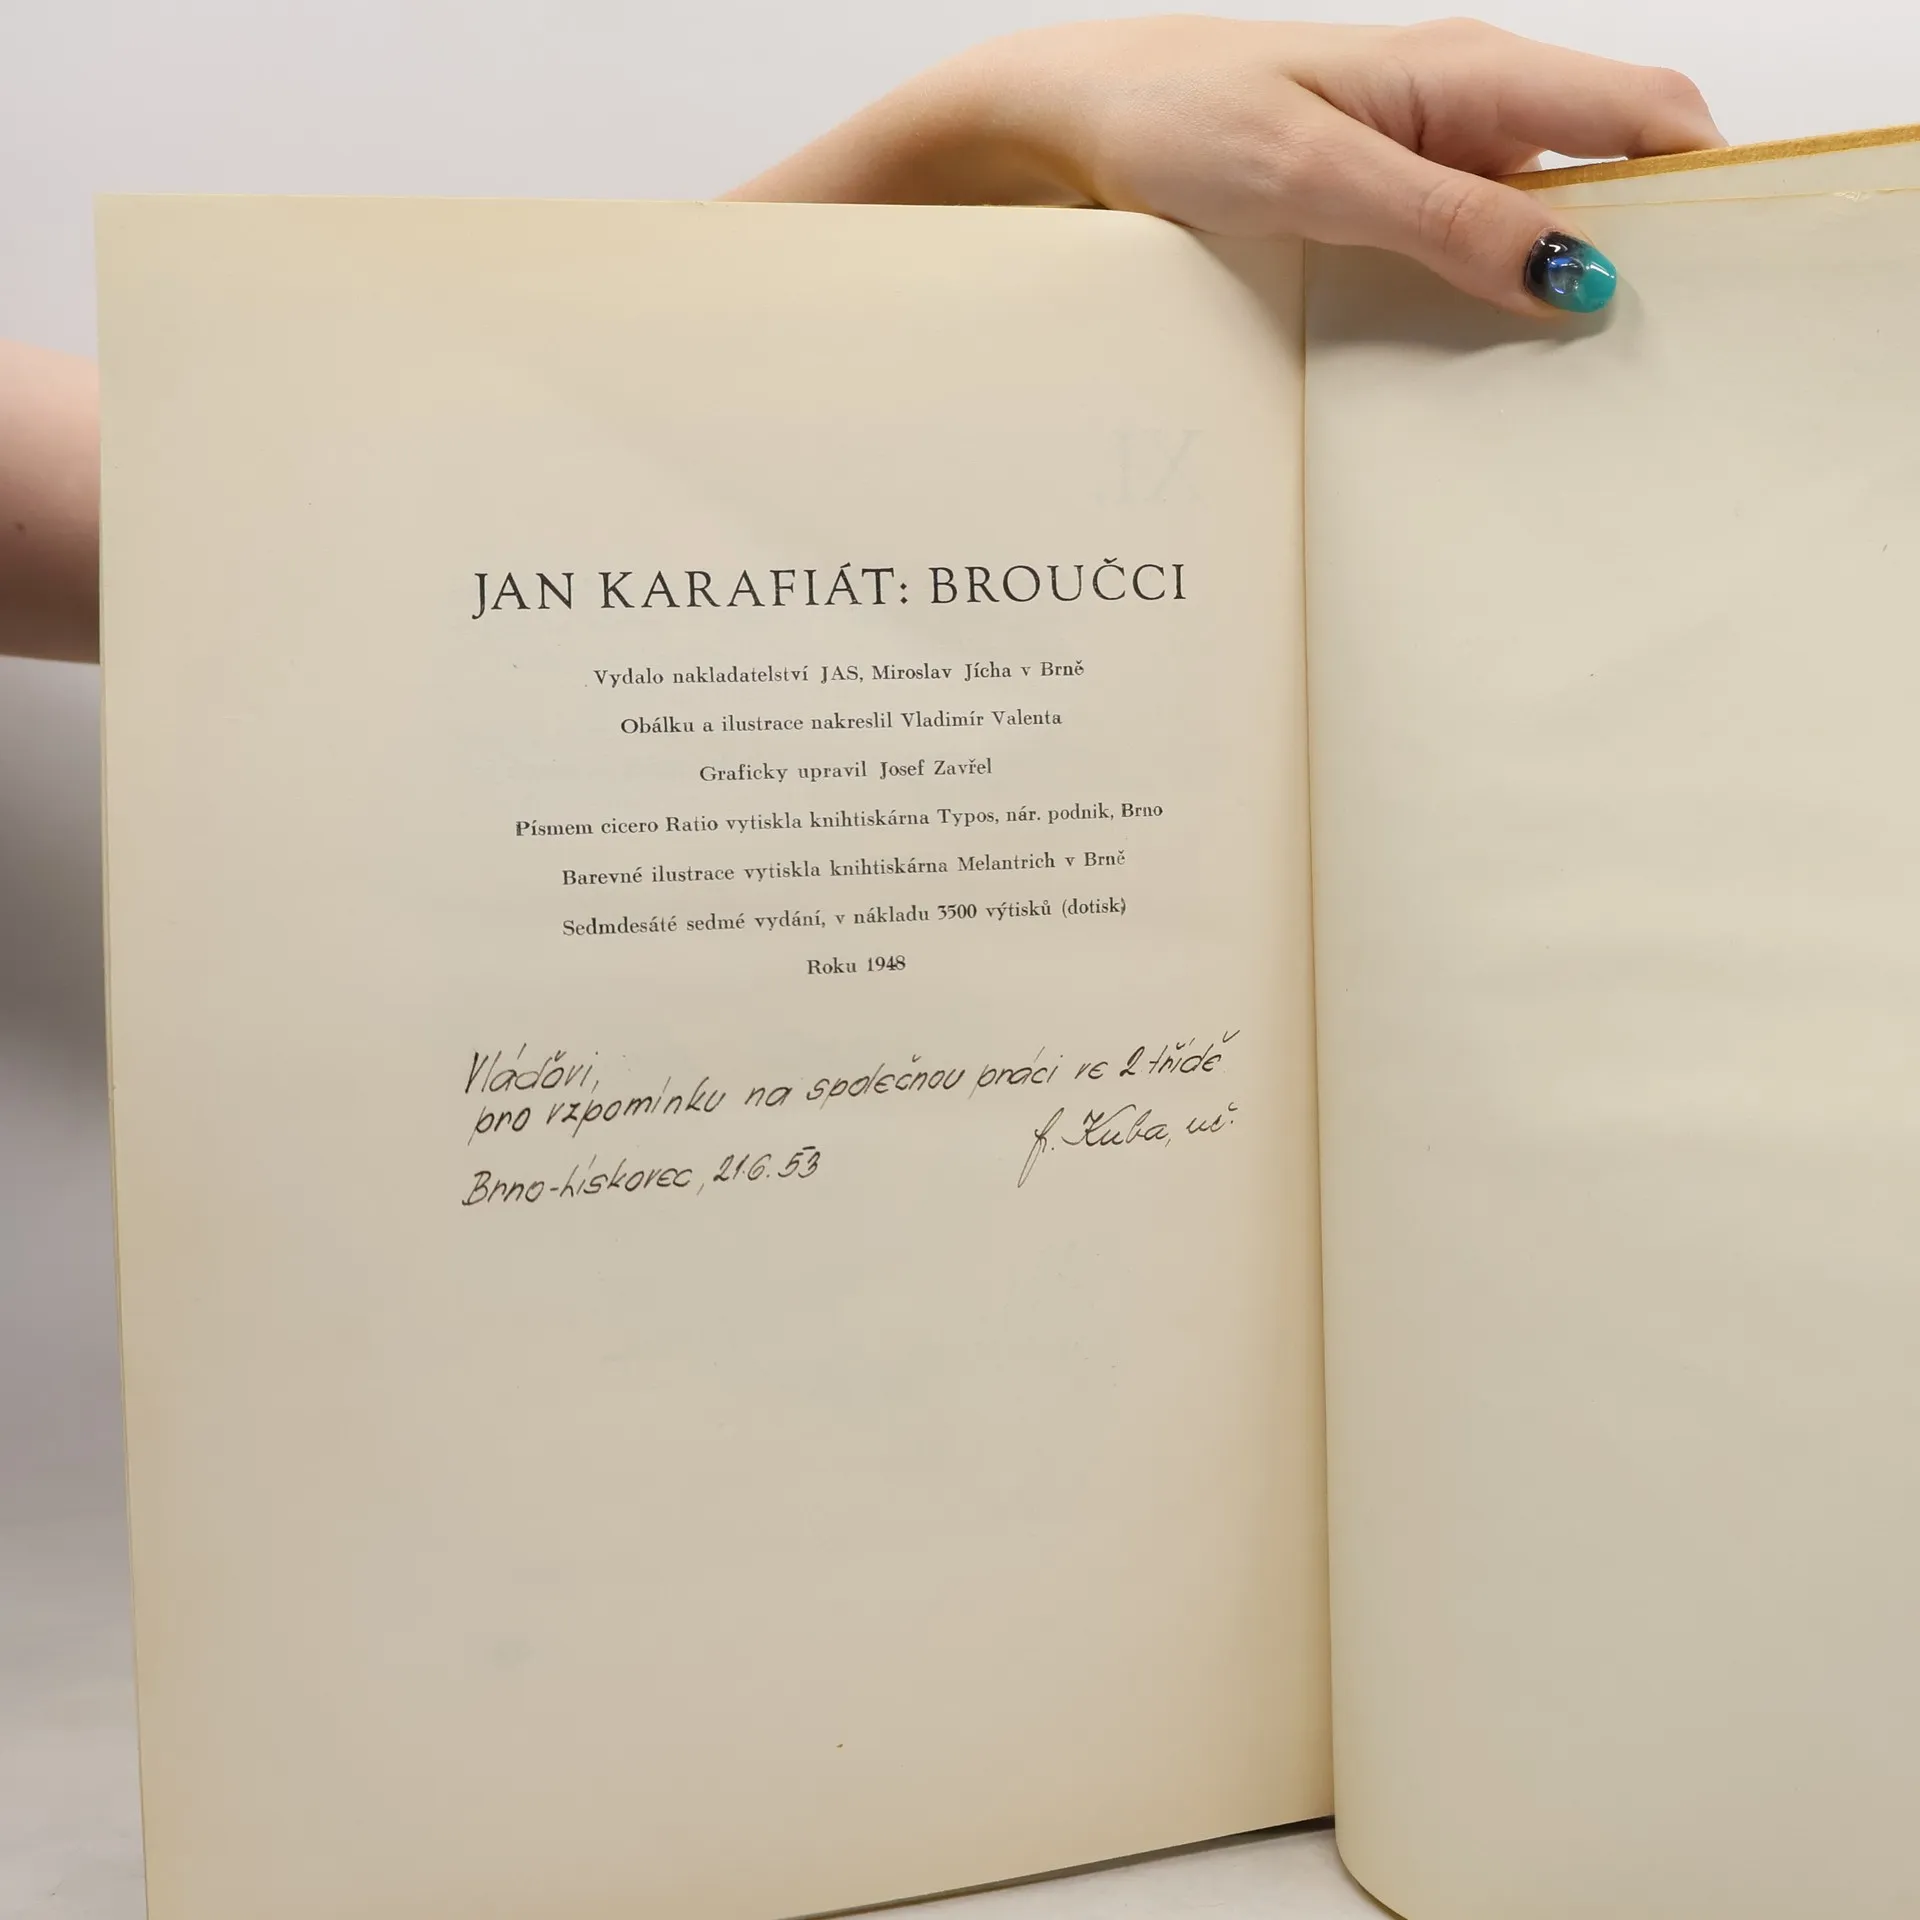 JAN KARAFIÁT: BROUČCI
Vydalo nakladatelství JAS, Miroslav Jícha v Brně
Obálku a ilustrace nakreslil Vladimír Valenta
Graficky upravil Josef Zavřel
Písmem cicero Ratio vytiskla knihtiskárna Typos, nár. podnik, Brno
Barevné ilustrace vytiskla knihtiskárna Melantrich v Brně
Sedmdesáté sedmé vydání, v nákladu 3500 výtisků (dotisk)
Roku 1948
Vláďovi,
pro vzpomínku na společnou práci ve 2 třídě
f. Kuba, uč.
Brno-Lískovec, 21.6.53